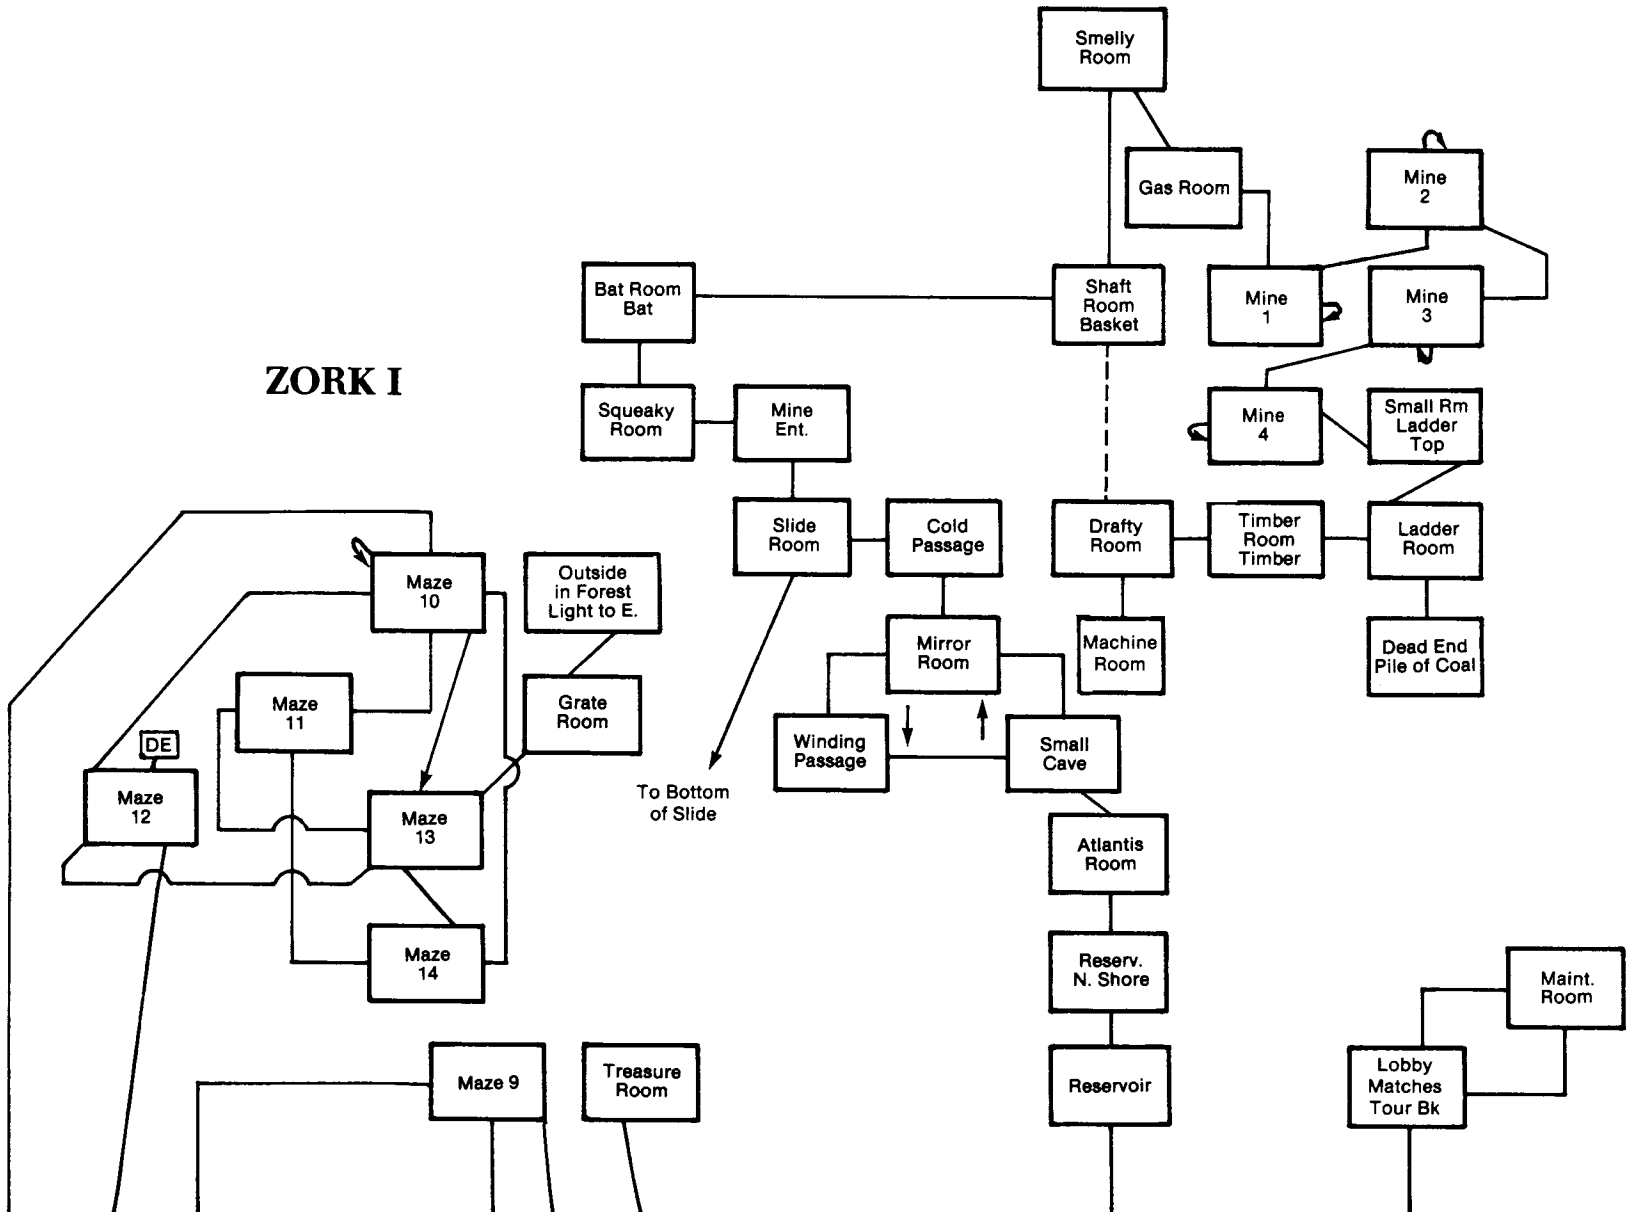 Smelly
Room
Gas Room
Mine
2
Bat Room
Bat
Shaft
Room
Basket
Mine
1
Mine
3
ZORK I
Squeaky
Room
Mine
Ent.
Mine
4
Small Rm
Ladder
Top
Slide
Room
Cold
Passage
Drafty
Room
Timber
Room
Timber
Ladder
Room
Maze
10
Outside
in Forest
Light to E.
Mirror
Room
Machine
Room
Dead End
Pile of Coal
Maze
11
Grate
Room
DE
Winding
Passage
Small
Cave
Maze
12
To Bottom
of Slide
Maze
13
Atlantis
Room
Maze
14
Reserv.
N. Shore
Maint.
Room
Maze 9
Treasure
Room
Reservoir
Lobby
Matches
Tour Bk